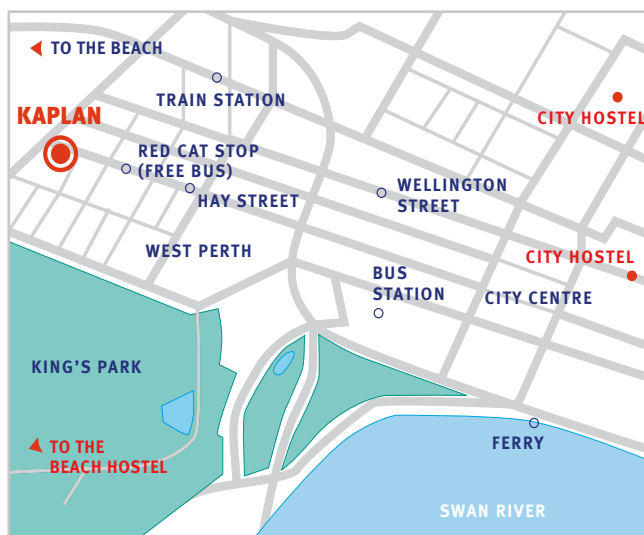 TO THE BEACH
TRAIN STATION
KAPLAN
CITY HOSTEL
RED CAT STOP
(FREE BUS)
HAY STREET
WELLINGTON
STREET
WEST PERTH
CITY HOSTEL
BUS
STATION
CITY CENTRE
KING'S PARK
TO THE
BEACH HOSTEL
FERRY
SWAN RIVER